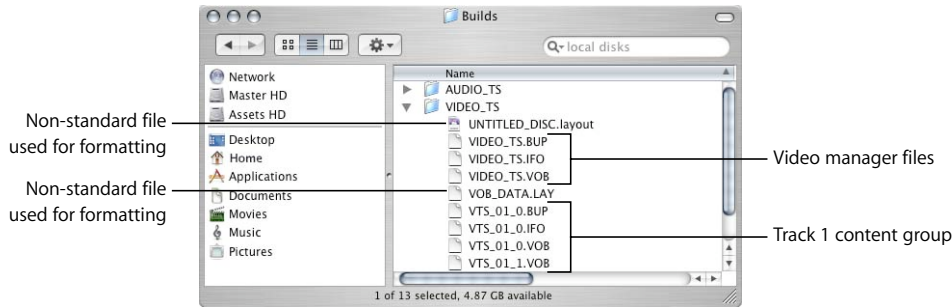 Builds
local disks
Network
Master HD
Assets HD
Desktop
Home
Applications
Documents
Movies
Music
Pictures
Name
AUDIO_TS
VIDEO_TS
UNTITLED_DISC.layout
VIDEO_TS.BUP
VIDEO_TS.IFO
VIDEO_TS.VOB
VOB_DATA.LAY
VTS_01_0.BUP
VTS_01_0.IFO
VTS_01_0.VOB
VTS_01_1.VOB
1 of 13 selected, 4.87 GB available
Non-standard file
used for formatting
Non-standard file
used for formatting
Video manager files
Track 1 content group